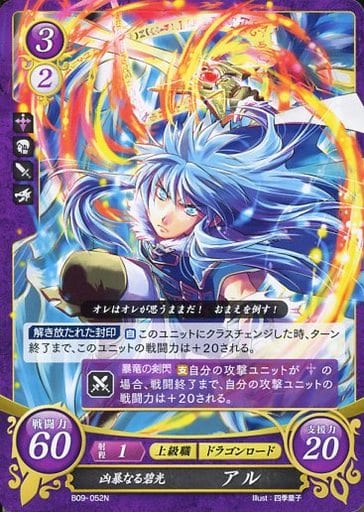 3
2
オレはオレが思うままだ! おまえを倒す!
解き放たれた封印 自 このユニットにクラスチェンジした時、ターン
終了まで、このユニットの戦闘力は+20される。
暴竜の剣閃 支 自分の攻撃ユニットが
の場合、戦闘終了まで、自分の攻撃ユニットの
戦闘力は+20される。
戦闘力
60
射程
1
上級職
ドラゴンロード
支援力
20
凶暴なる碧光 アル
B09-052N
Illust:四季童子